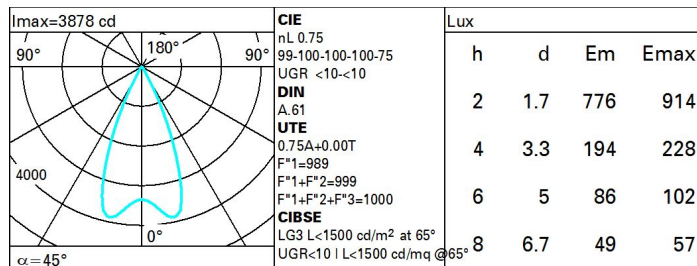 Imax=3878 cd
90°
180°
90°
4000
0°
α=45°
CIE
nL 0.75
99-100-100-100-75
UGR <10-<10
DIN
A.61
UTE
0.75A+0.00T
F"1=989
F"1+F"2=999
F"1+F"2+F"3=1000
CIBSE
LG3 L<1500 cd/m² at 65°
UGR<10 | L<1500 cd/mq @65°
Lux
h d Em Emax
2 1.7 776 914
4 3.3 194 228
6 5 86 102
8 6.7 49 57